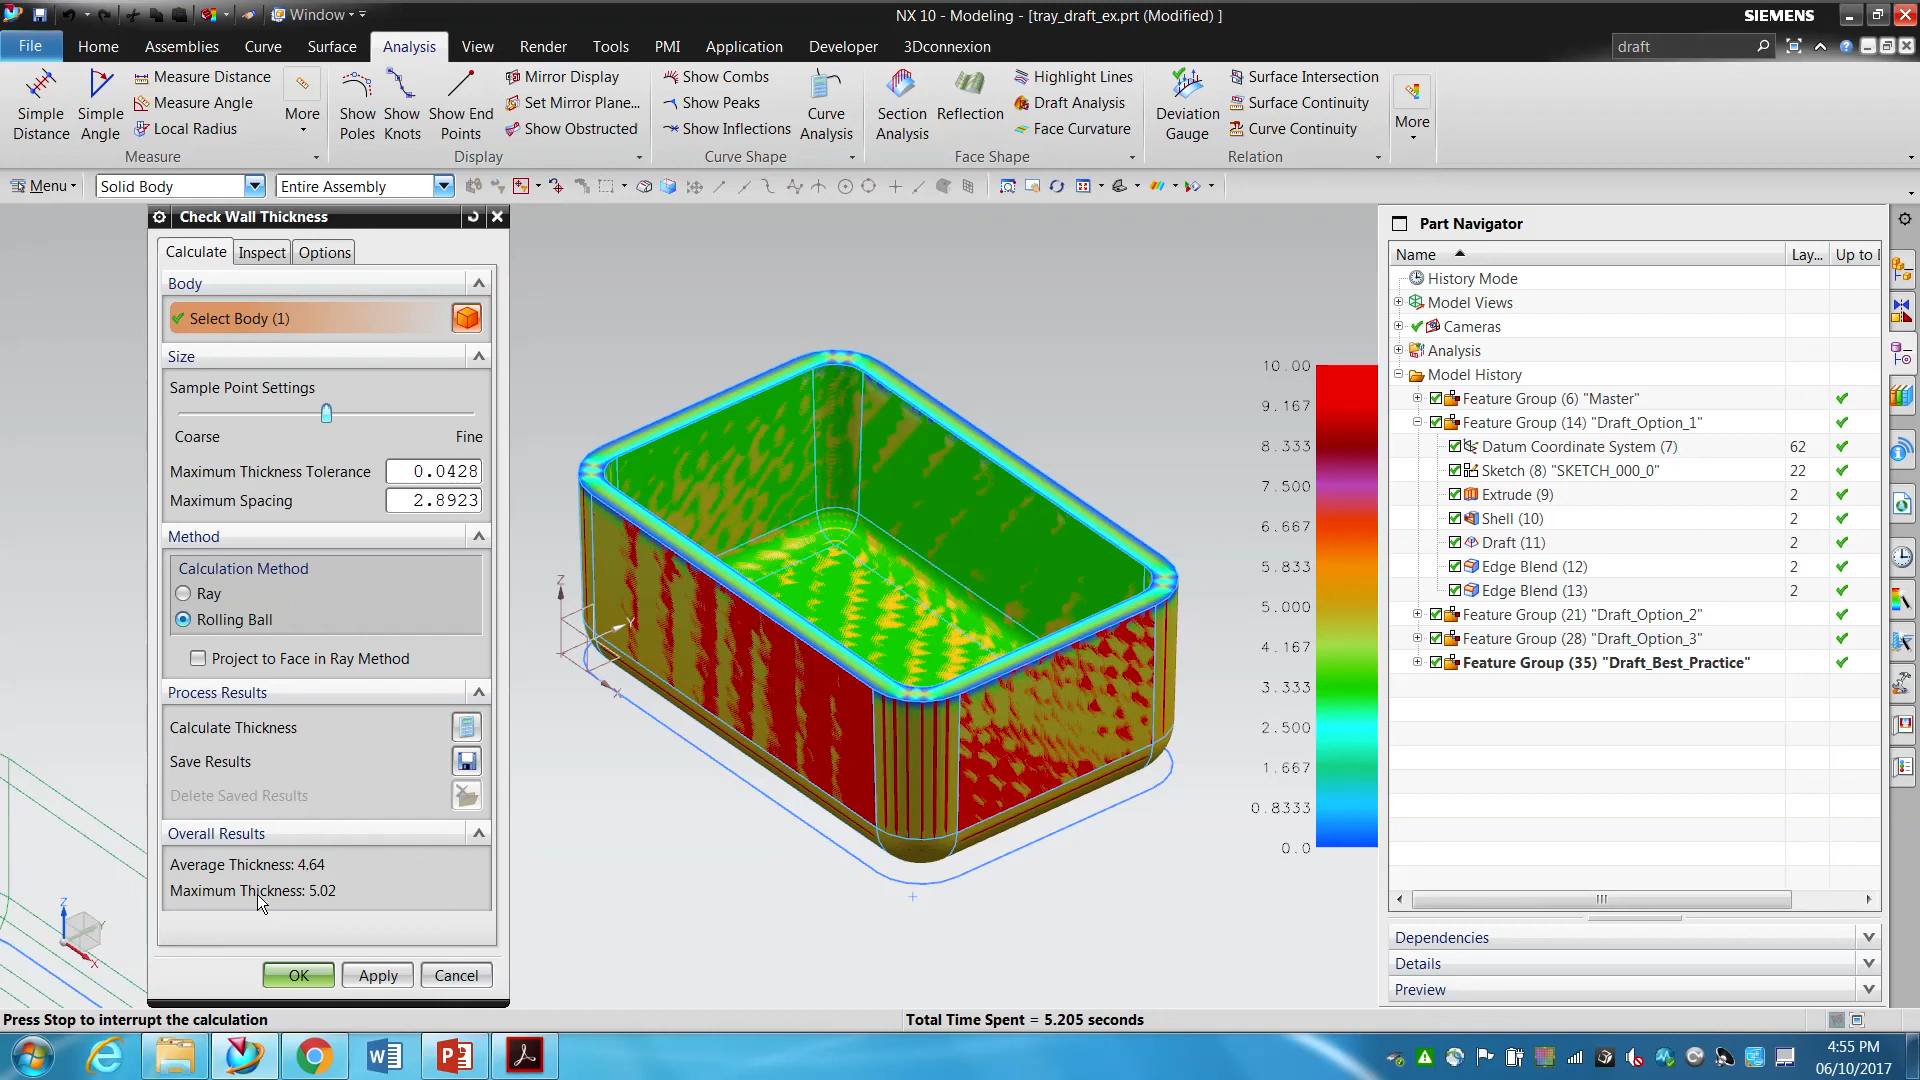 Window
NX 10 - Modeling - [tray_draft_ex.prt (Modified) ]
SIEMENS
File
Home
Assemblies
Curve
Surface
Analysis
View
Render
Tools
PMI
Application
Developer
3Dconnexion
draft
Simple Distance
Simple Angle
Measure Distance
Measure Angle
Local Radius
More
Measure
Show Poles
Show Knots
Show End Points
Mirror Display
Set Mirror Plane...
Show Obstructed
Display
Show Combs
Show Peaks
Show Inflections
Curve Analysis
Curve Shape
Section Analysis
Reflection
Highlight Lines
Draft Analysis
Face Curvature
Face Shape
Deviation Gauge
Surface Intersection
Surface Continuity
Curve Continuity
Relation
More
Menu
Solid Body
Entire Assembly
Check Wall Thickness
Calculate
Inspect
Options
Body
Select Body (1)
Size
Sample Point Settings
Coarse
Fine
Maximum Thickness Tolerance
0.0428
Maximum Spacing
2.8923
Method
Calculation Method
Ray
Rolling Ball
Project to Face in Ray Method
Process Results
Calculate Thickness
Save Results
Delete Saved Results
Overall Results
Average Thickness: 4.64
Maximum Thickness: 5.02
OK
Apply
Cancel
Z
Y
X
Z
Y
X
10.00
9.167
8.333
7.500
6.667
5.833
5.000
4.167
3.333
2.500
1.667
0.8333
0.0
Part Navigator
Name
Lay...
Up to
History Mode
Model Views
Cameras
Analysis
Model History
Feature Group (6) "Master"
Feature Group (14) "Draft_Option_1"
Datum Coordinate System (7)
62
Sketch (8) "SKETCH_000_0"
22
Extrude (9)
2
Shell (10)
2
Draft (11)
2
Edge Blend (12)
2
Edge Blend (13)
2
Feature Group (21) "Draft_Option_2"
Feature Group (28) "Draft_Option_3"
Feature Group (35) "Draft_Best_Practice"
Dependencies
Details
Preview
Press Stop to interrupt the calculation
Total Time Spent = 5.205 seconds
4:55 PM
06/10/2017